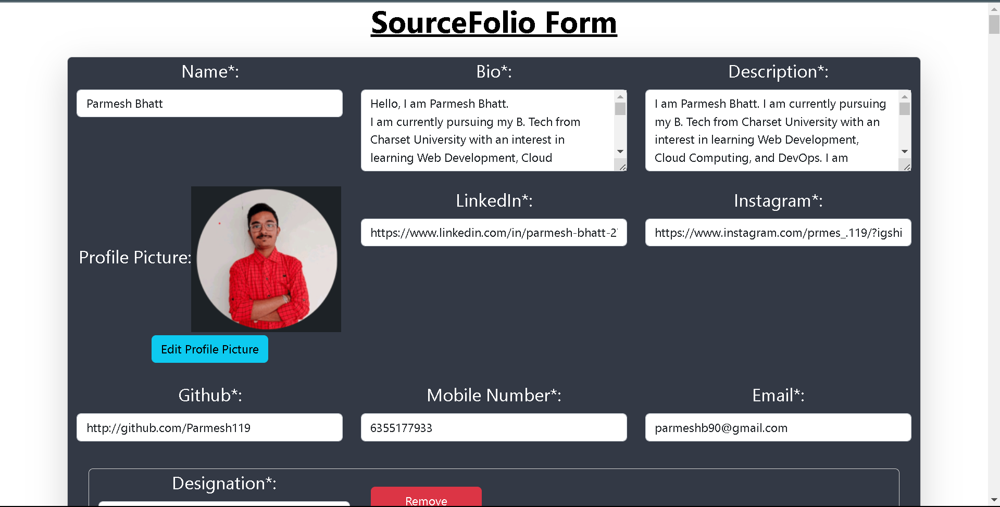 SourceFolio Form
Name*:
Bio*:
Description*:
Parmesh Bhatt
Hello, I am Parmesh Bhatt.
I am currently pursuing my B. Tech from
Charset University with an interest in
learning Web Development, Cloud
I am Parmesh Bhatt. I am currently pursuing
my B. Tech from Charset University with an
interest in learning Web Development,
Cloud Computing, and DevOps. I am
Profile Picture:
Edit Profile Picture
LinkedIn*:
https://www.linkedin.com/in/parmesh-bhatt-2
Instagram*:
https://www.instagram.com/prmes_.119/?igshi
Github*:
Mobile Number*:
Email*:
http://github.com/Parmesh119
6355177933
parmeshb90@gmail.com
Designation*:
Remove